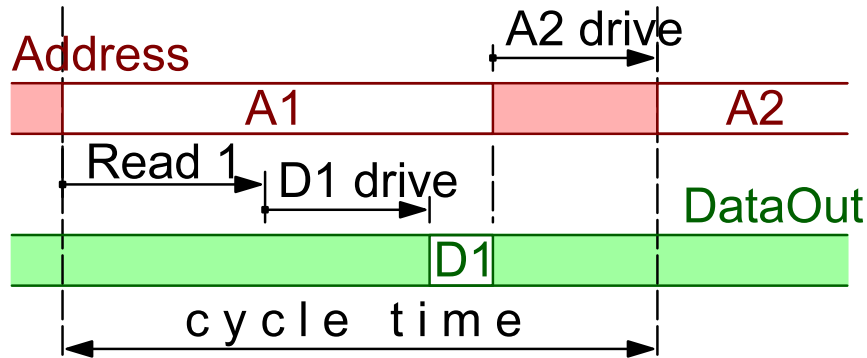 A2 drive
Address
A1
A2
Read 1
D1 drive
DataOut
D1
cycle time